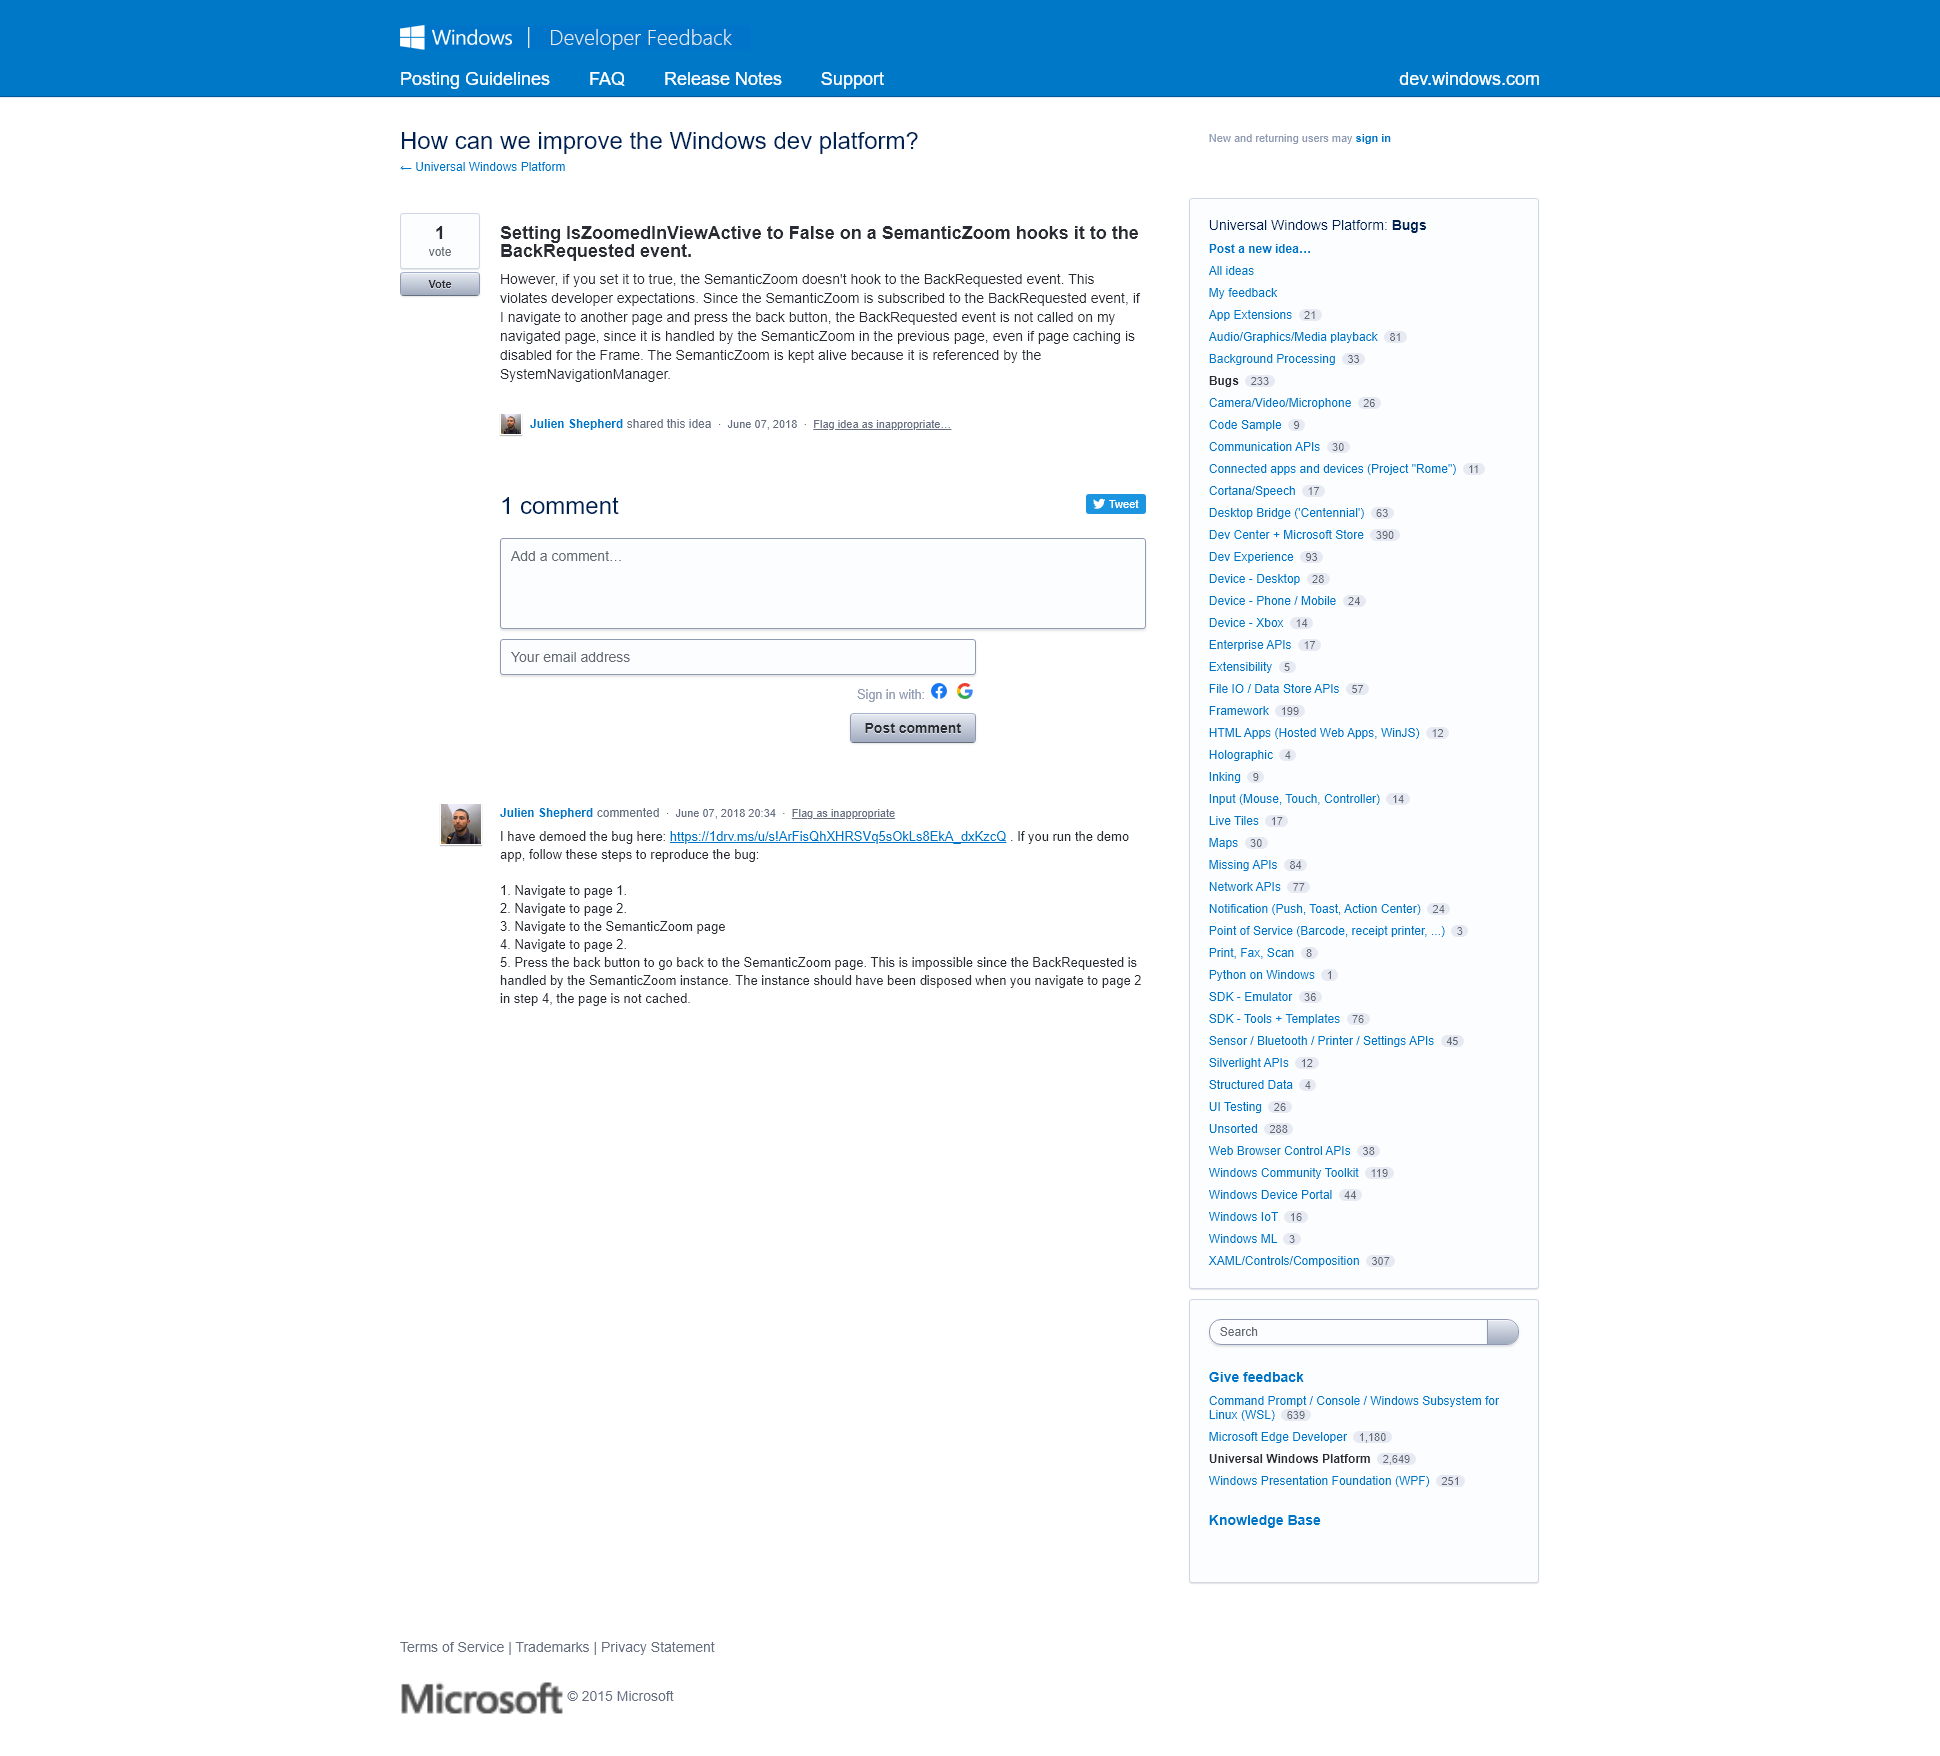 Windows | Developer Feedback
Posting Guidelines FAQ Release Notes Support dev.windows.com
How can we improve the Windows dev platform?
← Universal Windows Platform
New and returning users may sign in
1
vote
Vote
Setting IsZoomedInViewActive to False on a SemanticZoom hooks it to the
BackRequested event.
However, if you set it to true, the SemanticZoom doesn't hook to the BackRequested event. This
violates developer expectations. Since the SemanticZoom is subscribed to the BackRequested event, if
I navigate to another page and press the back button, the BackRequested event is not called on my
navigated page, since it is handled by the SemanticZoom in the previous page, even if page caching is
disabled for the Frame. The SemanticZoom is kept alive because it is referenced by the
SystemNavigationManager.
Julien Shepherd shared this idea · June 07, 2018 · Flag idea as inappropriate…
1 comment
Tweet
Add a comment…
Your email address
Sign in with:
Post comment
Julien Shepherd commented · June 07, 2018 20:34 · Flag as inappropriate
I have demoed the bug here: https://1drv.ms/u/s!ArFisQhXHRSVq5sOkLs8EkA_dxKzcQ . If you run the demo
app, follow these steps to reproduce the bug:
1. Navigate to page 1.
2. Navigate to page 2.
3. Navigate to the SemanticZoom page
4. Navigate to page 2.
5. Press the back button to go back to the SemanticZoom page. This is impossible since the BackRequested is
handled by the SemanticZoom instance. The instance should have been disposed when you navigate to page 2
in step 4, the page is not cached.
Universal Windows Platform: Bugs
Post a new idea…
All ideas
My feedback
App Extensions 21
Audio/Graphics/Media playback 81
Background Processing 33
Bugs 233
Camera/Video/Microphone 26
Code Sample 9
Communication APIs 30
Connected apps and devices (Project "Rome") 11
Cortana/Speech 17
Desktop Bridge ('Centennial') 63
Dev Center + Microsoft Store 390
Dev Experience 93
Device - Desktop 28
Device - Phone / Mobile 24
Device - Xbox 14
Enterprise APIs 17
Extensibility 5
File IO / Data Store APIs 57
Framework 199
HTML Apps (Hosted Web Apps, WinJS) 12
Holographic 4
Inking 9
Input (Mouse, Touch, Controller) 14
Live Tiles 17
Maps 30
Missing APIs 84
Network APIs 77
Notification (Push, Toast, Action Center) 24
Point of Service (Barcode, receipt printer, ...) 3
Print, Fax, Scan 8
Python on Windows 1
SDK - Emulator 36
SDK - Tools + Templates 76
Sensor / Bluetooth / Printer / Settings APIs 45
Silverlight APIs 12
Structured Data 4
UI Testing 26
Unsorted 288
Web Browser Control APIs 38
Windows Community Toolkit 119
Windows Device Portal 44
Windows IoT 16
Windows ML 3
XAML/Controls/Composition 307
Search
Give feedback
Command Prompt / Console / Windows Subsystem for
Linux (WSL) 639
Microsoft Edge Developer 1,180
Universal Windows Platform 2,649
Windows Presentation Foundation (WPF) 251
Knowledge Base
Terms of Service | Trademarks | Privacy Statement
Microsoft © 2015 Microsoft